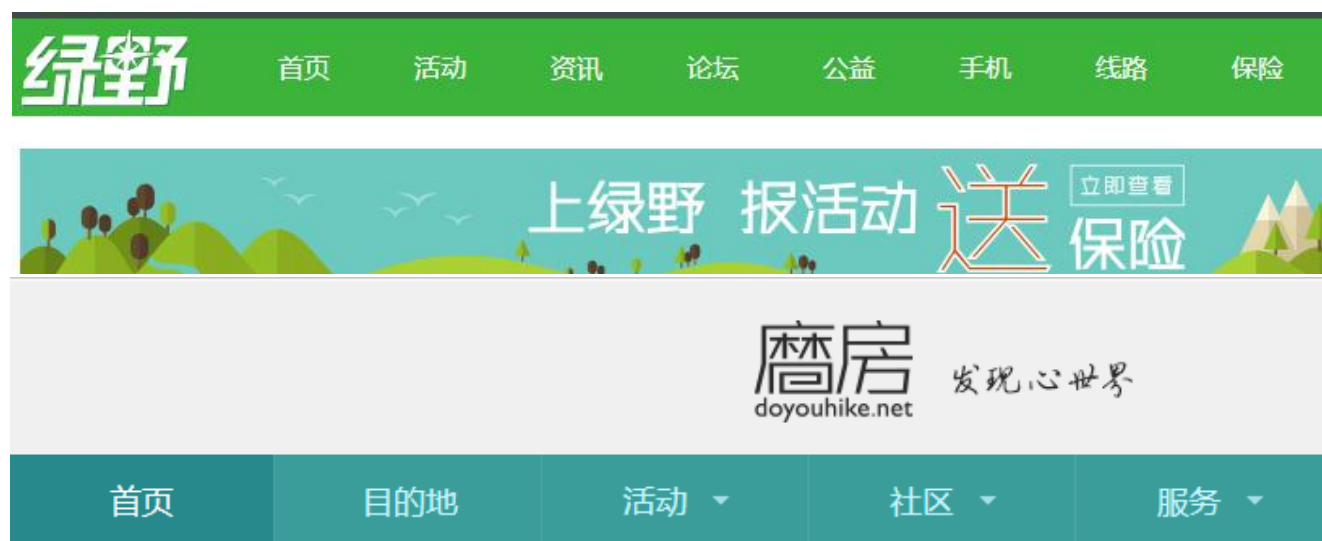 绿野 首页 活动 资讯 论坛 公益 手机 线路 保险
上绿野 报活动 送 立即查看
保险
磨房 发现心世界
doyouhike.net
首页 目的地 活动 社区 服务